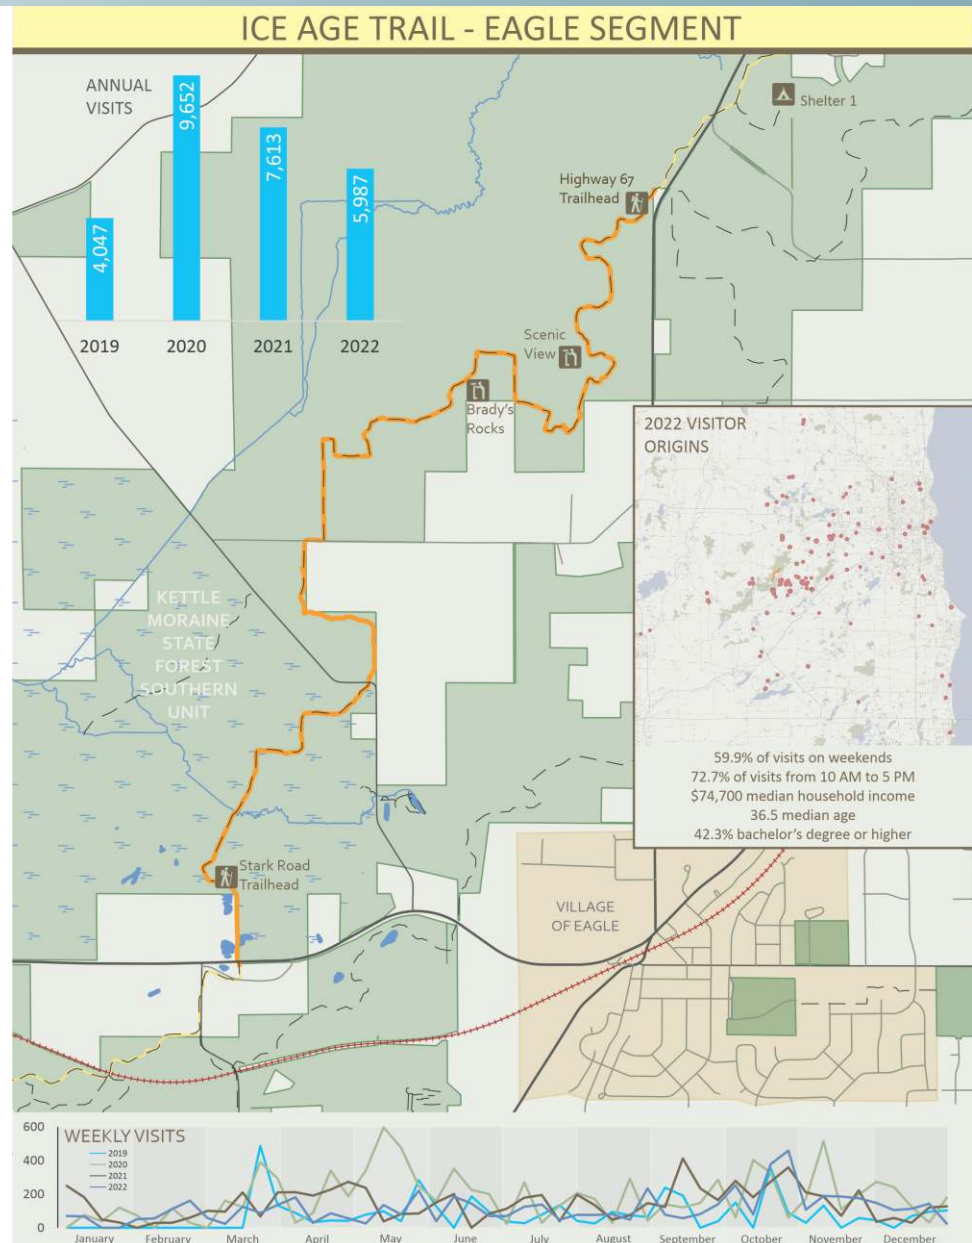 ICE AGE TRAIL - EAGLE SEGMENT
ANNUAL
VISITS
4,047
9,652
7,613
5,987
2019
2020
2021
2022
Shelter 1
Highway 67
Trailhead
Scenic
View
Brady's
Rocks
2022 VISITOR
ORIGINS
KETTLE
MORAINE
STATE
FOREST
SOUTHERN
UNIT
59.9% of visits on weekends
72.7% of visits from 10 AM to 5 PM
$74,700 median household income
36.5 median age
42.3% bachelor's degree or higher
Stark Road
Trailhead
VILLAGE
OF EAGLE
WEEKLY VISITS
2019
2020
2021
2022
600
400
200
0
January February March April May June July August September October November December